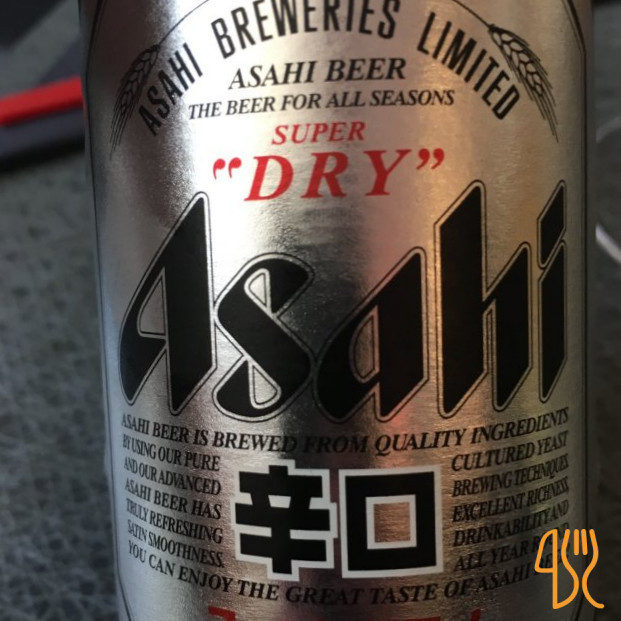 ASAHI BREWERIES LIMITED
ASAHI BEER
THE BEER FOR ALL SEASONS
SUPER
"DRY"
Asahi
ASAHI BEER IS BREWED FROM QUALITY INGREDIENTS
BY USING OUR PURE CULTURED YEAST
AND OUR ADVANCED BREWING TECHNIQUES.
ASAHI BEER HAS EXCELLENT RICHNESS,
TRULY REFRESHING DRINKABILITY AND
SATIN SMOOTHNESS. ALL YEAR
辛口
YOU CAN ENJOY THE GREAT TASTE OF ASAHI